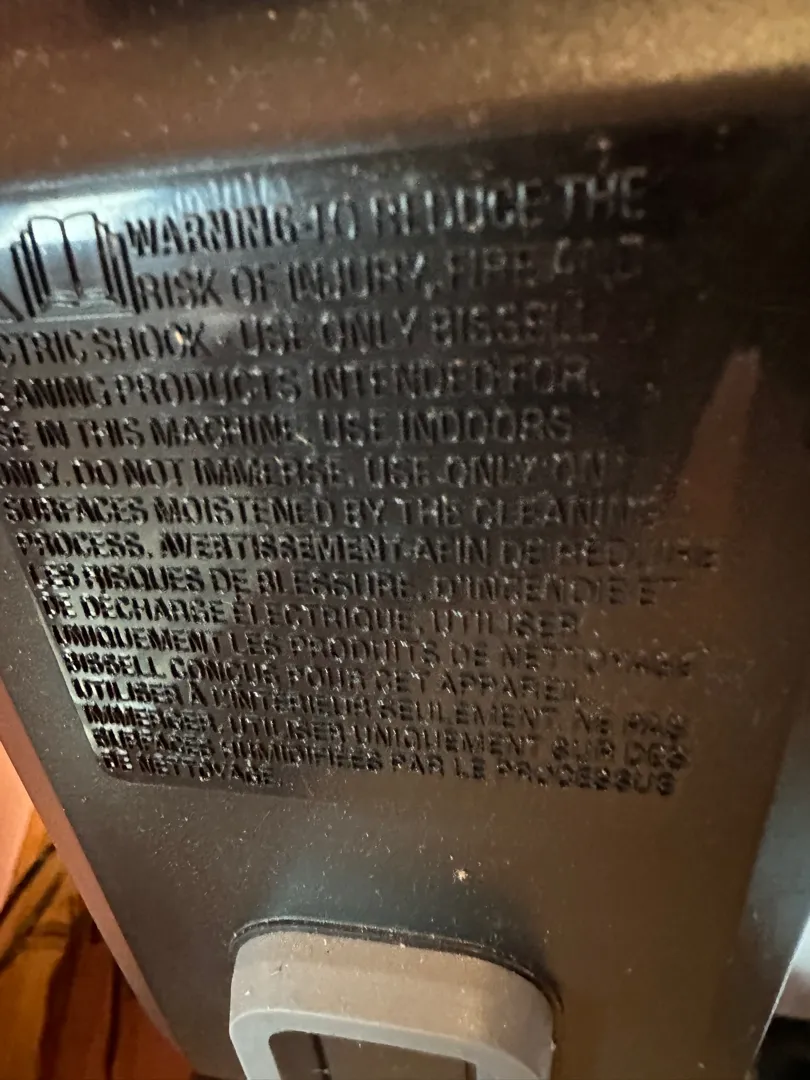 WARNING-TO REDUCE THE
RISK OF INJURY, FIRE AND
CTRIC SHOCK - USE ONLY BISSELL
EANING PRODUCTS INTENDED FOR
SE IN THIS MACHINE. USE INDOORS
ONLY. DO NOT IMMERSE. USE ONLY ON
SURFACES MOISTENED BY THE CLEANING
PROCESS. AVERTISSEMENT-AFIN DE RÉDUIRE
LES RISQUES DE BLESSURE, D'INCENDIE ET
DE DÉCHARGE ÉLECTRIQUE, UTILISER
UNIQUEMENT LES PRODUITS DE NETTOYAGE
BISSELL CONÇUS POUR CET APPAREIL.
UTILISER À L'INTÉRIEUR SEULEMENT. NE PAS
IMMERGER. UTILISER UNIQUEMENT SUR DES
SURFACES HUMIDIFIÉES PAR LE PROCESSUS
DE NETTOYAGE.